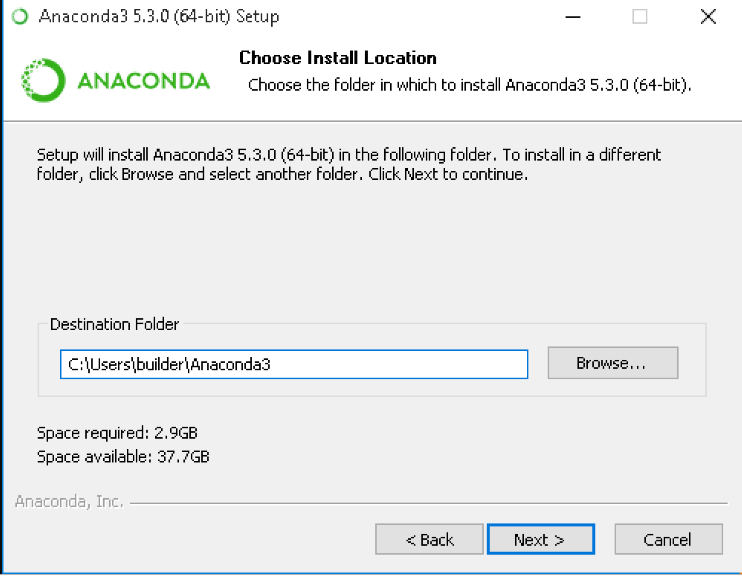 Anaconda3 5.3.0 (64-bit) Setup
ANACONDA
Choose Install Location
Choose the folder in which to install Anaconda3 5.3.0 (64-bit).
Setup will install Anaconda3 5.3.0 (64-bit) in the following folder. To install in a different
folder, click Browse and select another folder. Click Next to continue.
Destination Folder
C:\Users\builder\Anaconda3
Browse...
Space required: 2.9GB
Space available: 37.7GB
Anaconda, Inc.
< Back
Next >
Cancel